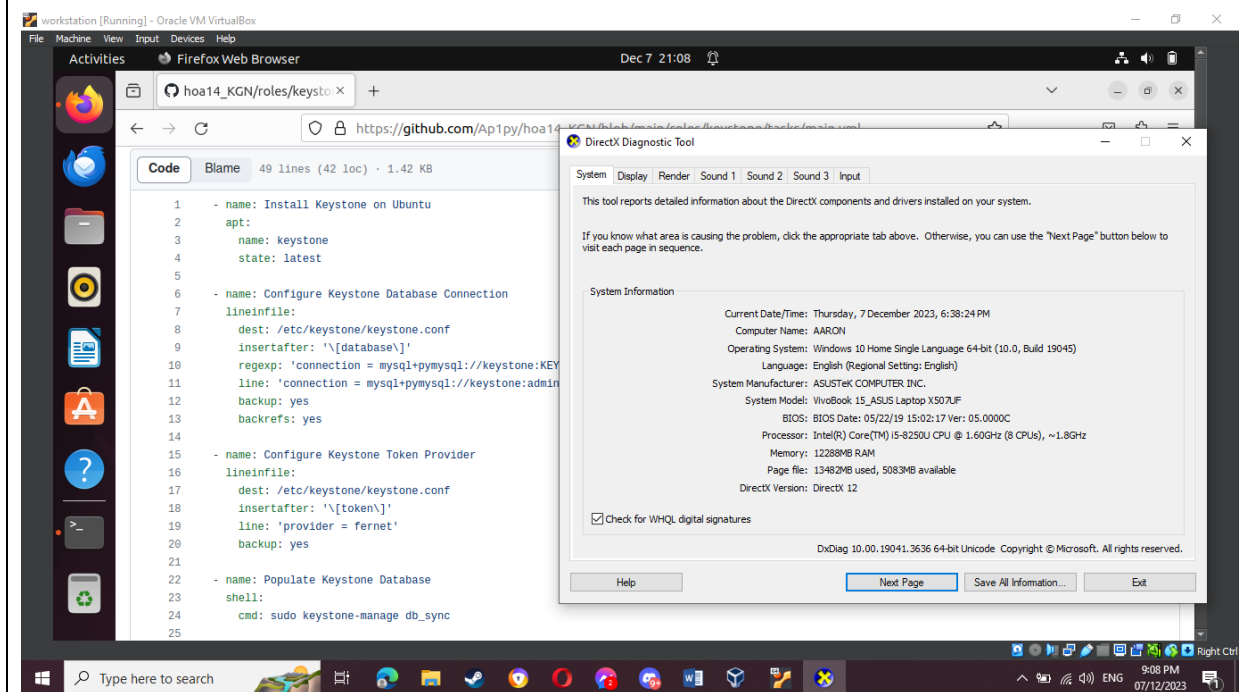 workstation [Running] - Oracle VM VirtualBox
File Machine View Input Devices Help
Activities Firefox Web Browser Dec 7 21:08
hoa14_KGN/roles/keysto
https://github.com/Ap1py/hoa14_KGN/blob/main/roles/keystone/tasks/main.yml
Code Blame 49 lines (42 loc) · 1.42 KB
1 - name: Install Keystone on Ubuntu
2 apt:
3 name: keystone
4 state: latest
5
6 - name: Configure Keystone Database Connection
7 lineinfile:
8 dest: /etc/keystone/keystone.conf
9 insertafter: '\[database\]'
10 regexp: 'connection = mysql+pymysql://keystone:KEY
11 line: 'connection = mysql+pymysql://keystone:admin
12 backup: yes
13 backrefs: yes
14
15 - name: Configure Keystone Token Provider
16 lineinfile:
17 dest: /etc/keystone/keystone.conf
18 insertafter: '\[token\]'
19 line: 'provider = fernet'
20 backup: yes
21
22 - name: Populate Keystone Database
23 shell:
24 cmd: sudo keystone-manage db_sync
25
DirectX Diagnostic Tool
System Display Render Sound 1 Sound 2 Sound 3 Input
This tool reports detailed information about the DirectX components and drivers installed on your system.
If you know what area is causing the problem, click the appropriate tab above. Otherwise, you can use the "Next Page" button below to
visit each page in sequence.
System Information
Current Date/Time: Thursday, 7 December 2023, 6:38:24 PM
Computer Name: AARON
Operating System: Windows 10 Home Single Language 64-bit (10.0, Build 19045)
Language: English (Regional Setting: English)
System Manufacturer: ASUSTeK COMPUTER INC.
System Model: VivoBook 15_ASUS Laptop X507UF
BIOS: BIOS Date: 05/22/19 15:02:17 Ver: 05.0000C
Processor: Intel(R) Core(TM) i5-8250U CPU @ 1.60GHz (8 CPUs), ~1.8GHz
Memory: 12288MB RAM
Page file: 13482MB used, 5083MB available
DirectX Version: DirectX 12
Check for WHQL digital signatures
DxDiag 10.00.19041.3636 64-bit Unicode Copyright © Microsoft. All rights reserved.
Help Next Page Save All Information... Exit
Right Ctrl
Type here to search
ENG
9:08 PM
07/12/2023